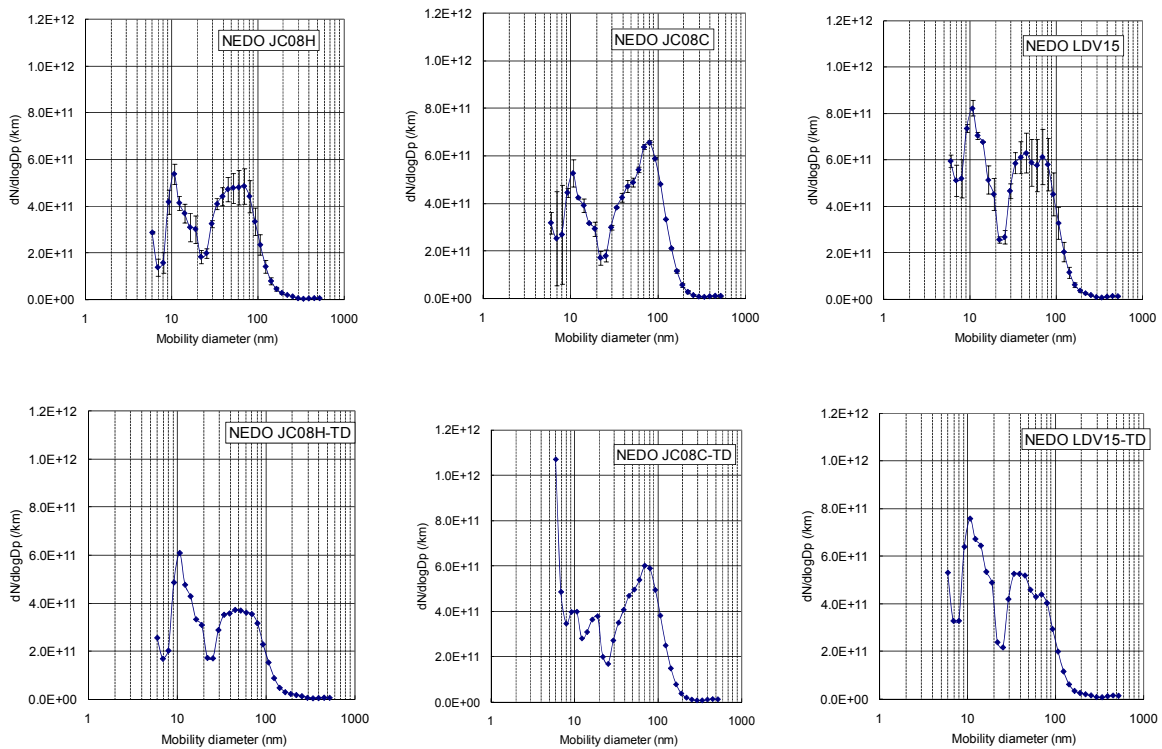 1.2E+12
1.0E+12
8.0E+11
6.0E+11
4.0E+11
2.0E+11
0.0E+00
dN/dlogDp (/km)
NEDO JC08H
1 10 100 1000
Mobility diameter (nm)
1.2E+12
1.0E+12
8.0E+11
6.0E+11
4.0E+11
2.0E+11
0.0E+00
dN/dlogDp (/km)
NEDO JC08C
1 10 100 1000
Mobility diameter (nm)
1.2E+12
1.0E+12
8.0E+11
6.0E+11
4.0E+11
2.0E+11
0.0E+00
dN/dlogDp (/km)
NEDO LDV15
1 10 100 1000
Mobility diameter (nm)
1.2E+12
1.0E+12
8.0E+11
6.0E+11
4.0E+11
2.0E+11
0.0E+00
dN/dlogDp (/km)
NEDO JC08H-TD
1 10 100 1000
Mobility diameter (nm)
1.2E+12
1.0E+12
8.0E+11
6.0E+11
4.0E+11
2.0E+11
0.0E+00
dN/dlogDp (/km)
NEDO JC08C-TD
1 10 100 1000
Mobility diameter (nm)
1.2E+12
1.0E+12
8.0E+11
6.0E+11
4.0E+11
2.0E+11
0.0E+00
dN/dlogDp (/km)
NEDO LDV15-TD
1 10 100 1000
Mobility diameter (nm)